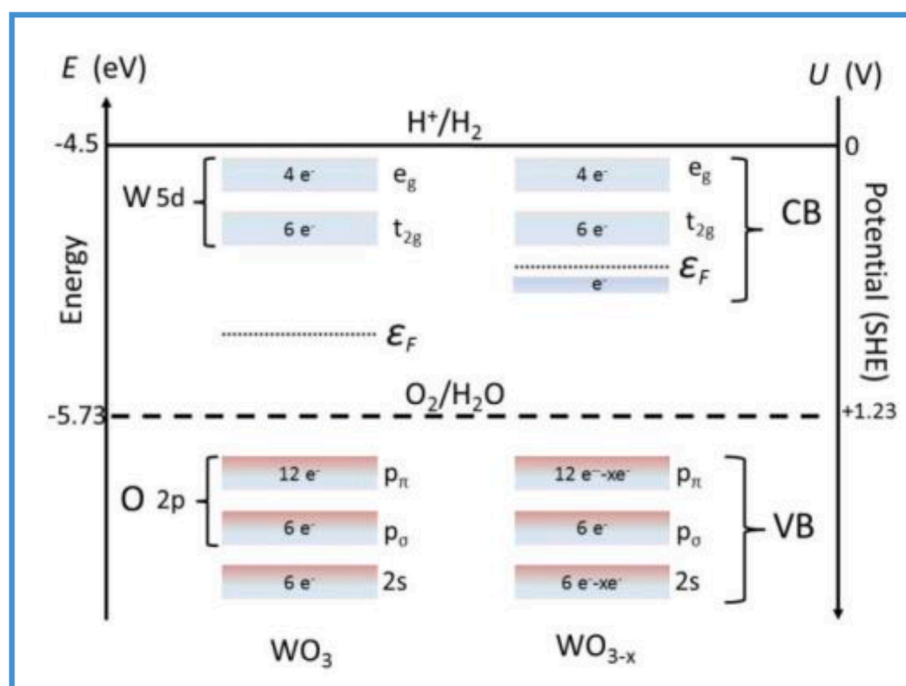 E (eV)
U (V)
H⁺/H₂
-4.5
0
W 5d
4 e⁻
e_g
4 e⁻
e_g
6 e⁻
t_2g
6 e⁻
t_2g
CB
ε_F
e⁻
ε_F
Energy
Potential (SHE)
O₂/H₂O
-5.73
+1.23
O 2p
12 e⁻
p_π
12 e⁻-xe⁻
p_π
6 e⁻
p_σ
6 e⁻
p_σ
VB
6 e⁻
2s
6 e⁻-xe⁻
2s
WO₃
WO₃₋ₓ